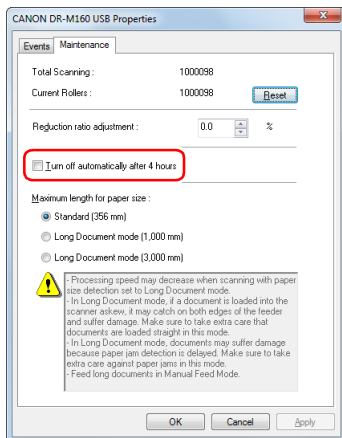 CANON DR-M160 USB Properties
Events Maintenance
Total Scanning : 1000098
Current Rollers : 1000098 Reset
Reduction ratio adjustment : 0.0 %
Turn off automatically after 4 hours
Maximum length for paper size :
Standard (356 mm)
Long Document mode (1,000 mm)
Long Document mode (3,000 mm)
- Processing speed may decrease when scanning with paper
size detection set to Long Document mode.
- In Long Document mode, if a document is loaded into the
scanner askew, it may catch on both edges of the feeder
and suffer damage. Make sure to take extra care that
documents are loaded straight in this mode.
- In Long Document mode, documents may suffer damage
because paper jam detection is delayed. Make sure to take
extra care against paper jams in this mode.
- Feed long documents in Manual Feed Mode.
OK Cancel Apply